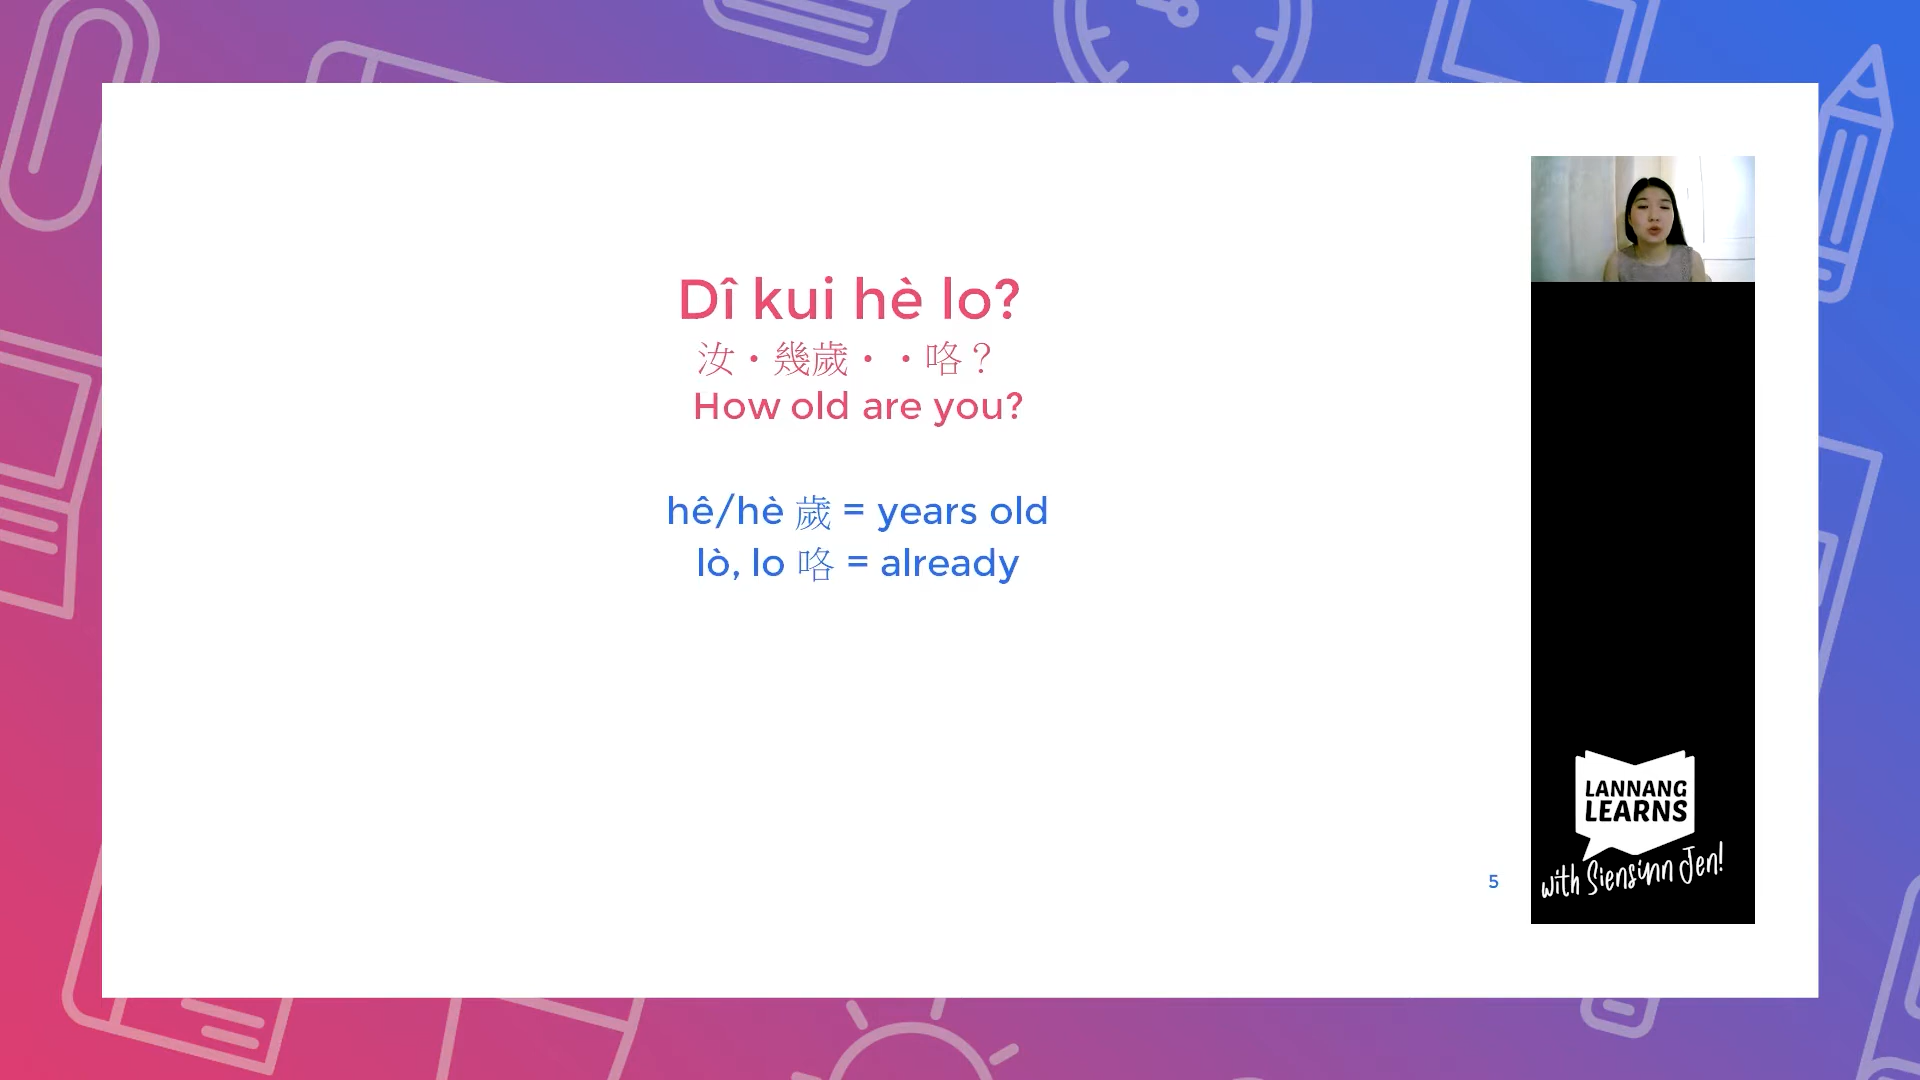 Dî kui hè lo?
汝・幾歲・・咯？
How old are you?
hê/hè 歲 = years old
lò, lo 咯 = already
5
LANNANG
LEARNS
with Siensinn Jen!